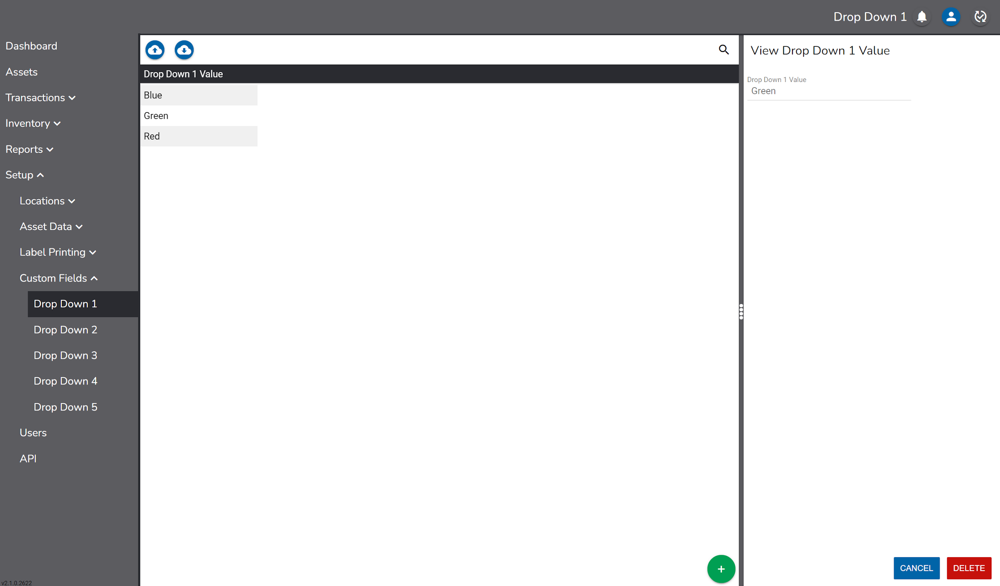 Drop Down 1
Dashboard
Assets
Transactions
Inventory
Reports
Setup
Locations
Asset Data
Label Printing
Custom Fields
Drop Down 1
Drop Down 2
Drop Down 3
Drop Down 4
Drop Down 5
Users
API
v2.1.0.2622
Drop Down 1 Value
Blue
Green
Red
View Drop Down 1 Value
Drop Down 1 Value
Green
CANCEL
DELETE